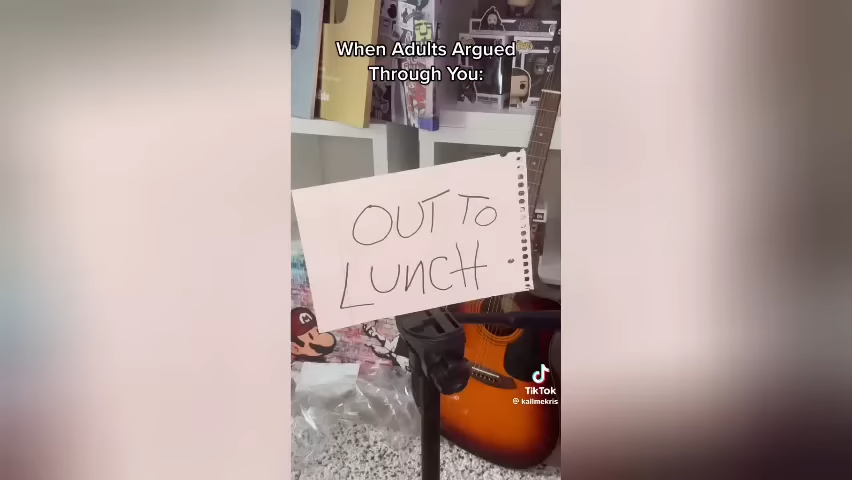 When Adults Argued
Through You:
OUT TO
LUNCH
TikTok
@kallmekris